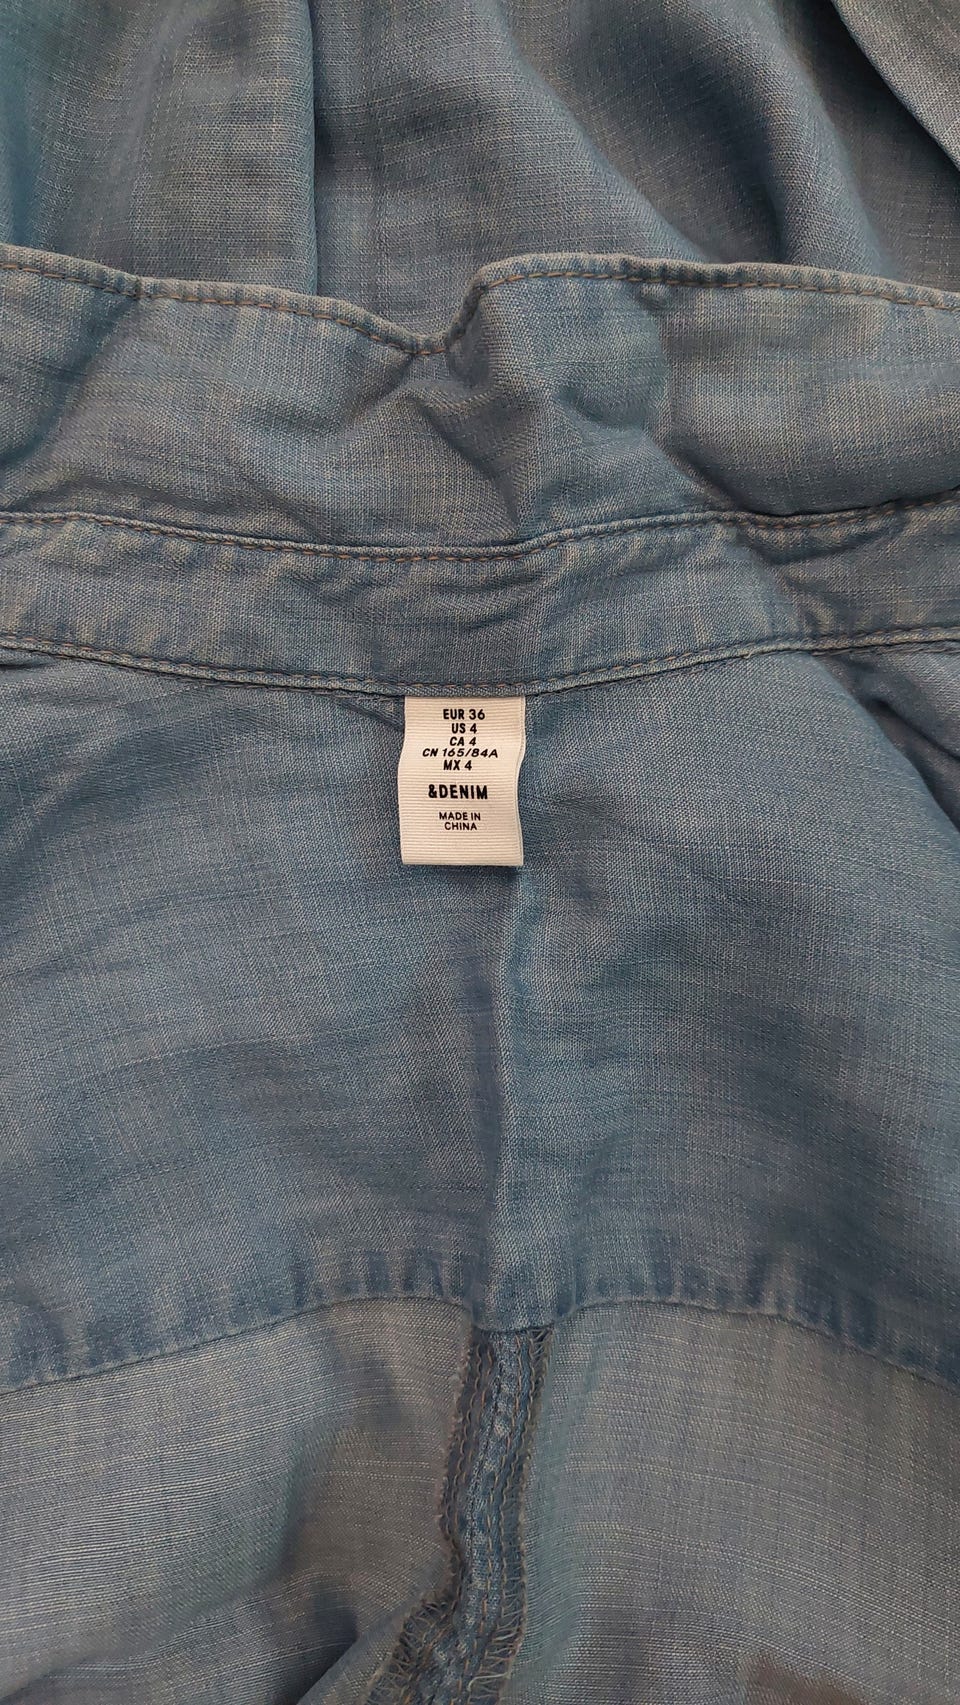 EUR 36
US 4
CA 4
CN 165/84A
MX 4
&DENIM
MADE IN
CHINA